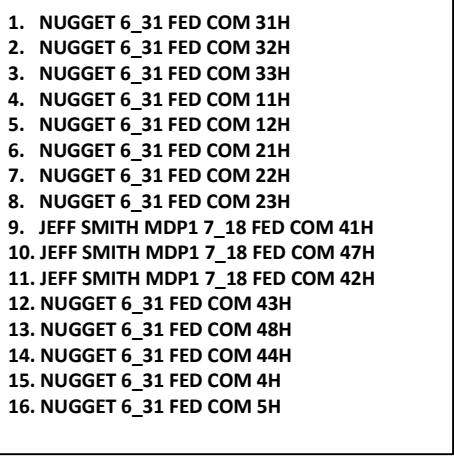 1. NUGGET 6_31 FED COM 31H
2. NUGGET 6_31 FED COM 32H
3. NUGGET 6_31 FED COM 33H
4. NUGGET 6_31 FED COM 11H
5. NUGGET 6_31 FED COM 12H
6. NUGGET 6_31 FED COM 21H
7. NUGGET 6_31 FED COM 22H
8. NUGGET 6_31 FED COM 23H
9. JEFF SMITH MDP1 7_18 FED COM 41H
10. JEFF SMITH MDP1 7_18 FED COM 47H
11. JEFF SMITH MDP1 7_18 FED COM 42H
12. NUGGET 6_31 FED COM 43H
13. NUGGET 6_31 FED COM 48H
14. NUGGET 6_31 FED COM 44H
15. NUGGET 6_31 FED COM 4H
16. NUGGET 6_31 FED COM 5H